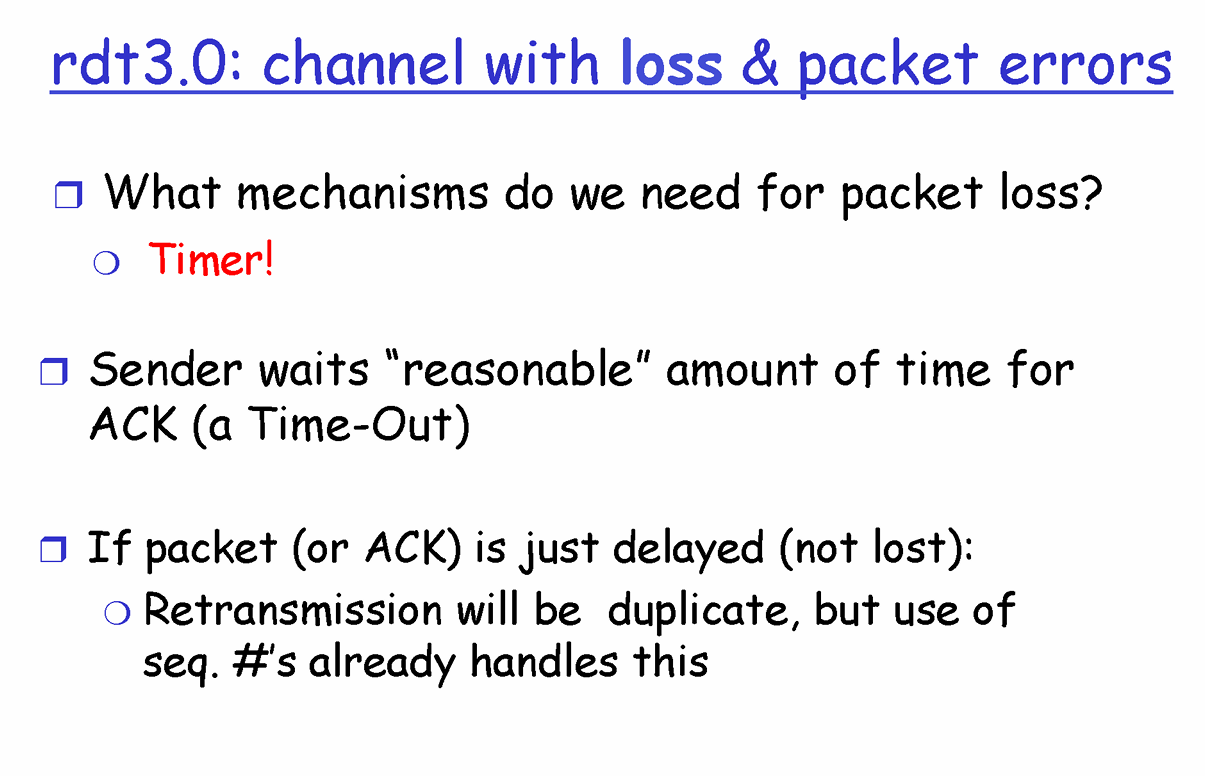 rdt3.0: channel with loss & packet errors
What mechanisms do we need for packet loss?
Timer!
Sender waits “reasonable” amount of time for
ACK (a Time-Out)
If packet (or ACK) is just delayed (not lost):
Retransmission will be  duplicate, but use of
seq. #’s already handles this